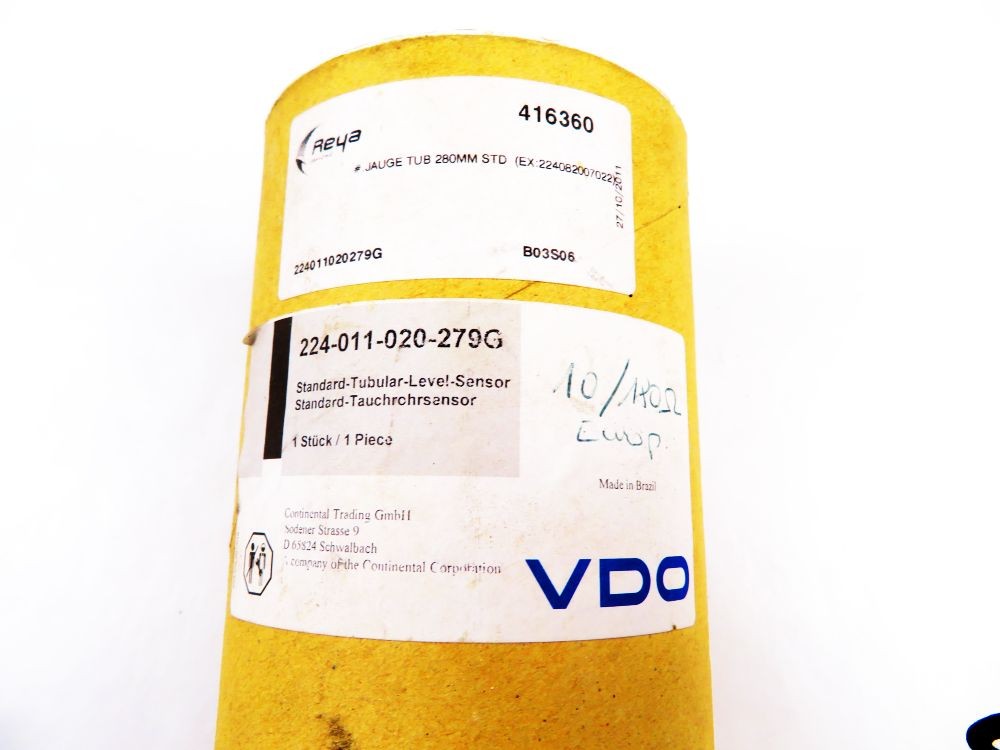 Reya
416360
# JAUGE TUB 280MM STD (EX:224082007022)
27/10/2011
224011020279G
B03S06
224-011-020-279G
Standard-Tubular-Level-Sensor
Standard-Tauchrohrsensor
1 Stück / 1 Piece
10/180Ω
Europ.
Made in Brazil
Continental Trading GmbH
Sodener Strasse 9
D 65824 Schwalbach
A company of the Continental Corporation
VDO